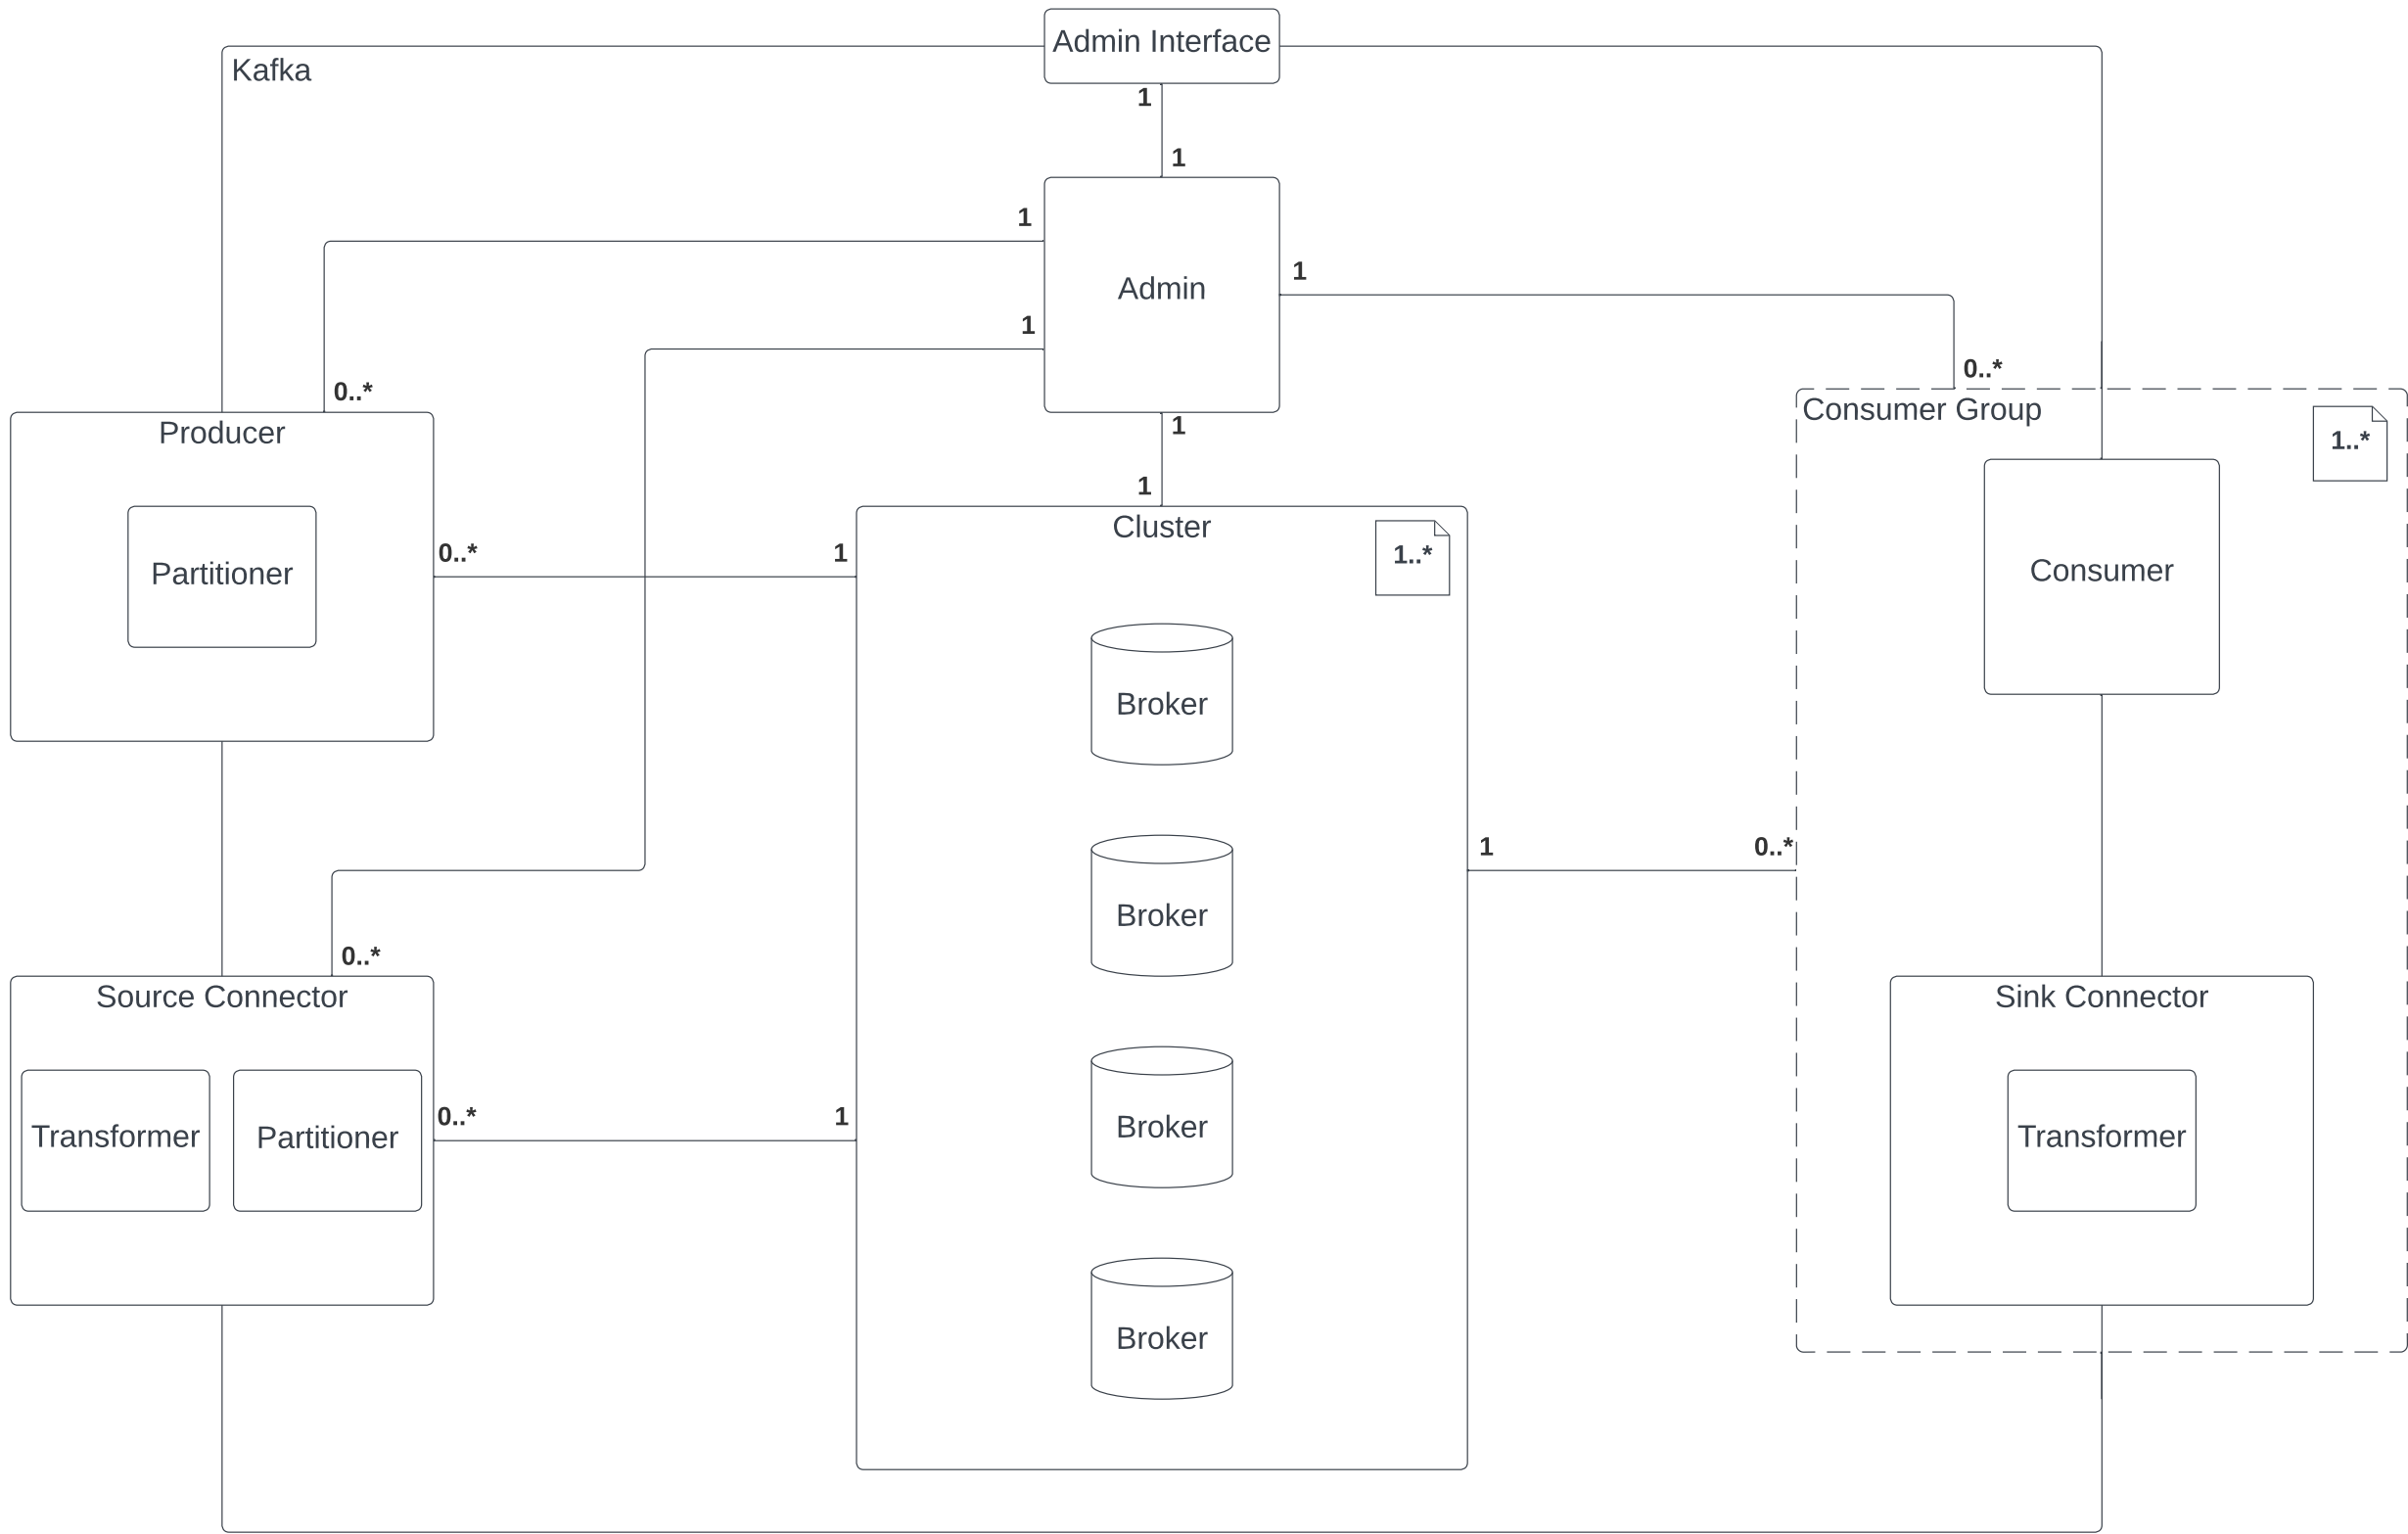 Admin Interface
Kafka
1
1
1
Admin
1
1
0..*
0..*
1
1
Producer
Partitioner
0..*
1
Cluster
1..*
Consumer Group
1..*
Consumer
Broker
Broker
Broker
Broker
1
0..*
0..*
Source Connector
Transformer
Partitioner
0..*
1
Sink Connector
Transformer